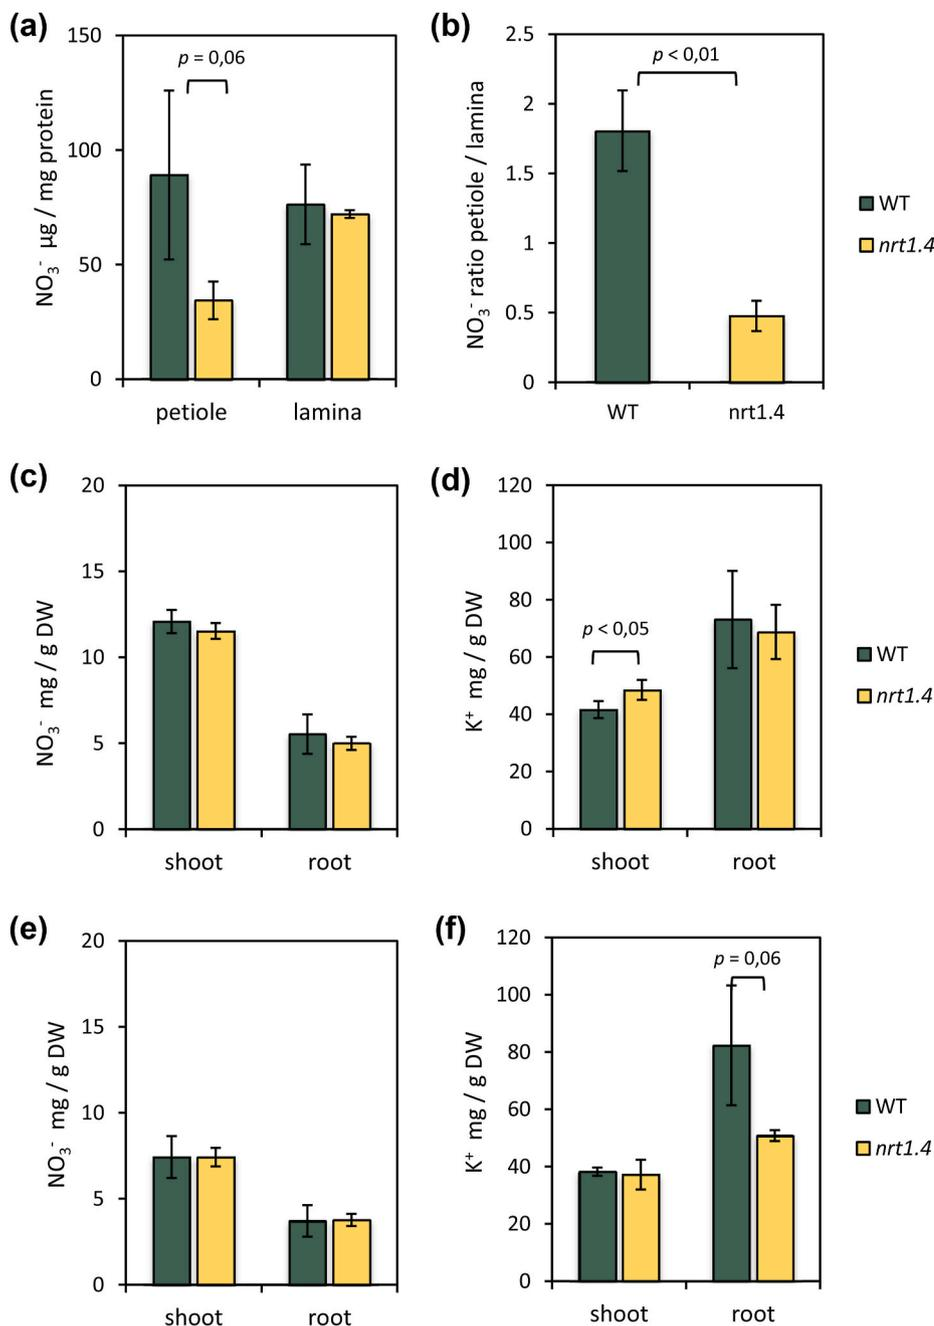 (a)
NO₃⁻ µg / mg protein
150
100
50
0
p = 0,06
petiole lamina
(b)
NO₃⁻ ratio petiole / lamina
2.5
2
1.5
1
0.5
0
p < 0,01
WT nrt1.4
WT
nrt1.4
(c)
NO₃⁻ mg / g DW
20
15
10
5
0
shoot root
(d)
K⁺ mg / g DW
120
100
80
60
40
20
0
p < 0,05
shoot root
WT
nrt1.4
(e)
NO₃⁻ mg / g DW
20
15
10
5
0
shoot root
(f)
K⁺ mg / g DW
120
100
80
60
40
20
0
p = 0,06
shoot root
WT
nrt1.4